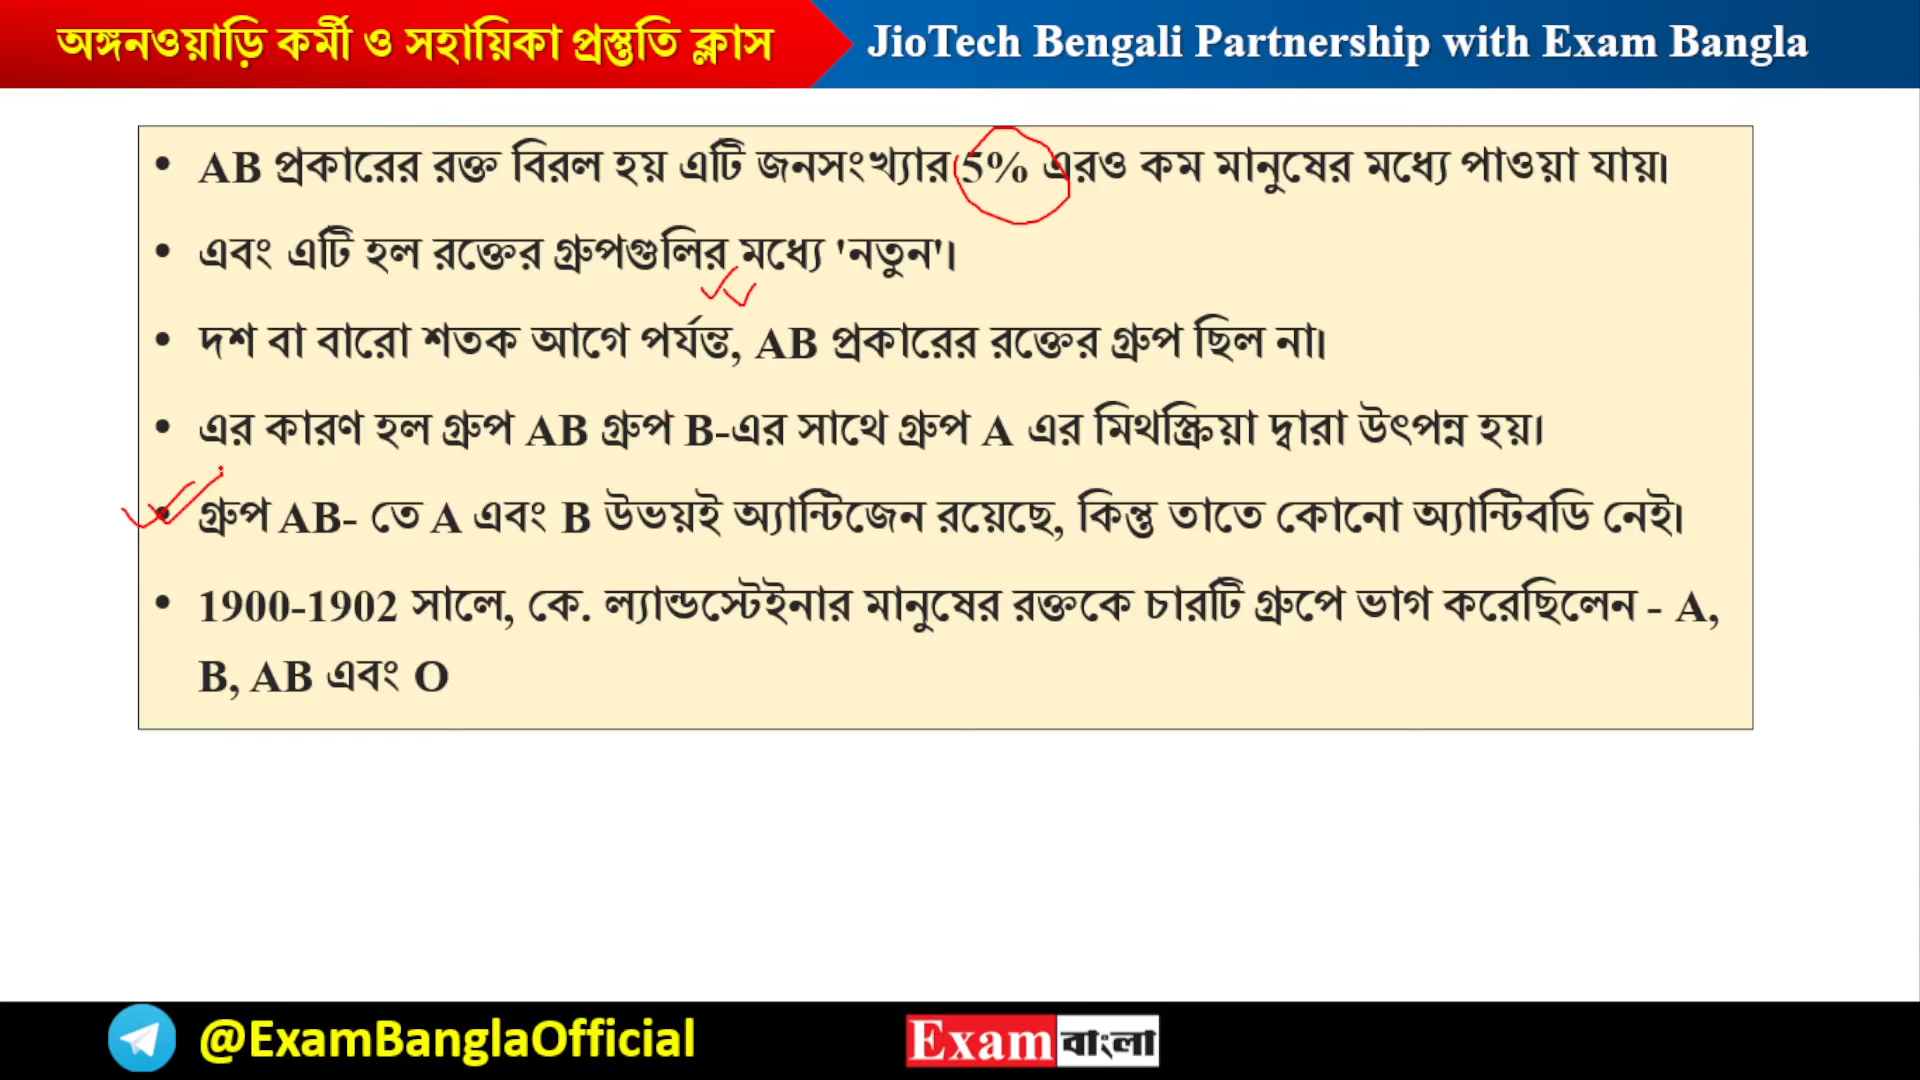 অঙ্গনওয়াড়ি কর্মী ও সহায়িকা প্রস্তুতি ক্লাস
JioTech Bengali Partnership with Exam Bangla
• AB প্রকারের রক্ত বিরল হয় এটি জনসংখ্যার 5% এরও কম মানুষের মধ্যে পাওয়া যায়।
• এবং এটি হল রক্তের গ্রুপগুলির মধ্যে 'নতুন'।
• দশ বা বারো শতক আগে পর্যন্ত, AB প্রকারের রক্তের গ্রুপ ছিল না।
• এর কারণ হল গ্রুপ AB গ্রুপ B-এর সাথে গ্রুপ A এর মিথস্ক্রিয়া দ্বারা উৎপন্ন হয়।
• গ্রুপ AB- তে A এবং B উভয়ই অ্যান্টিজেন রয়েছে, কিন্তু তাতে কোনো অ্যান্টিবডি নেই।
• 1900-1902 সালে, কে. ল্যান্ডস্টেইনার মানুষের রক্তকে চারটি গ্রুপে ভাগ করেছিলেন - A,
B, AB এবং O
@ExamBanglaOfficial
Exam বাংলা